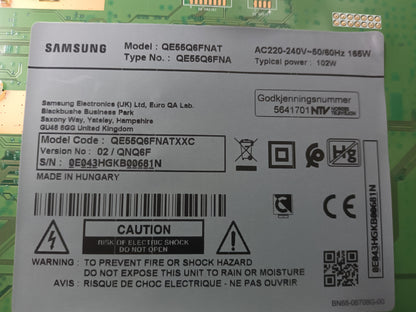 SAMSUNG
Model : QE55Q6FNAT
Type No. : QE55Q6FNA
AC220-240V~50/60Hz 165W
Typical power : 102W
Samsung Electronics (UK) Ltd, Euro QA Lab.
Blackbushe Business Park
Saxony Way, Yateley, Hampshire
GU46 6GG United Kingdom
Godkjenningsnummer
5641701 NTV
Model Code : QE55Q6FNATXXC
Version No : 02 / QNQ6F
S/N : 0E043HGKB00681N
MADE IN HUNGARY
Hg
0E043HGKB00681N
CAUTION
RISK OF ELECTRIC SHOCK
DO NOT OPEN
WARNING : TO PREVENT FIRE OR SHOCK HAZARD
DO NOT EXPOSE THIS UNIT TO RAIN OR MOISTURE
AVIS : RISQUE DE CHOC ELECTRIQUE - NE PAS OUVRIR